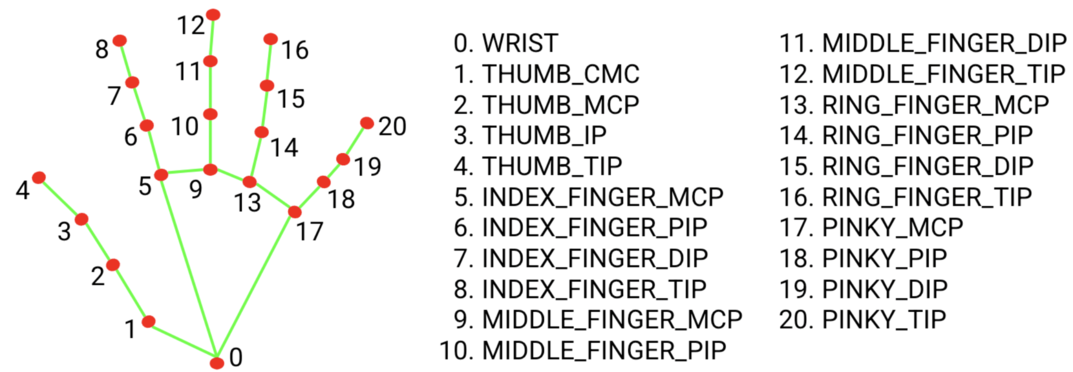 12
8
16
11
7
15
10
6
14
20
19
4
5
9
13
18
3
17
2
1
0
0. WRIST
1. THUMB_CMC
2. THUMB_MCP
3. THUMB_IP
4. THUMB_TIP
5. INDEX_FINGER_MCP
6. INDEX_FINGER_PIP
7. INDEX_FINGER_DIP
8. INDEX_FINGER_TIP
9. MIDDLE_FINGER_MCP
10. MIDDLE_FINGER_PIP
11. MIDDLE_FINGER_DIP
12. MIDDLE_FINGER_TIP
13. RING_FINGER_MCP
14. RING_FINGER_PIP
15. RING_FINGER_DIP
16. RING_FINGER_TIP
17. PINKY_MCP
18. PINKY_PIP
19. PINKY_DIP
20. PINKY_TIP